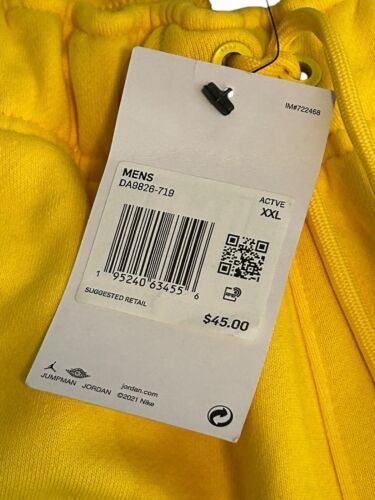 IM#722468
MENS
DA9826-719
ACTVE
XXL
1 95240 63455 6
SUGGESTED RETAIL
$45.00
JUMPMAN JORDAN
jordan.com
©2021 Nike